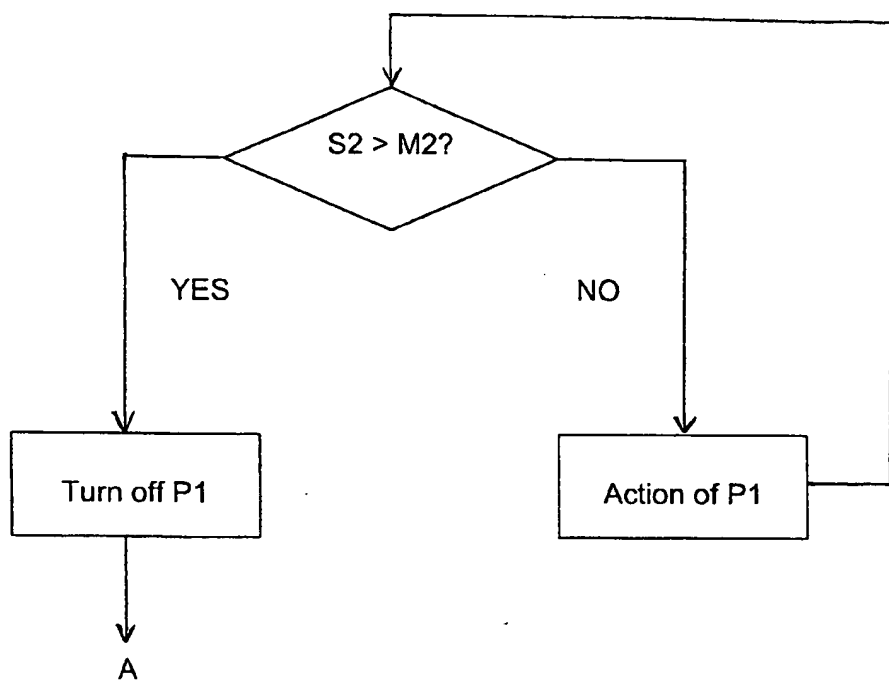 S2 > M2?
YES
NO
Turn off P1
Action of P1
A